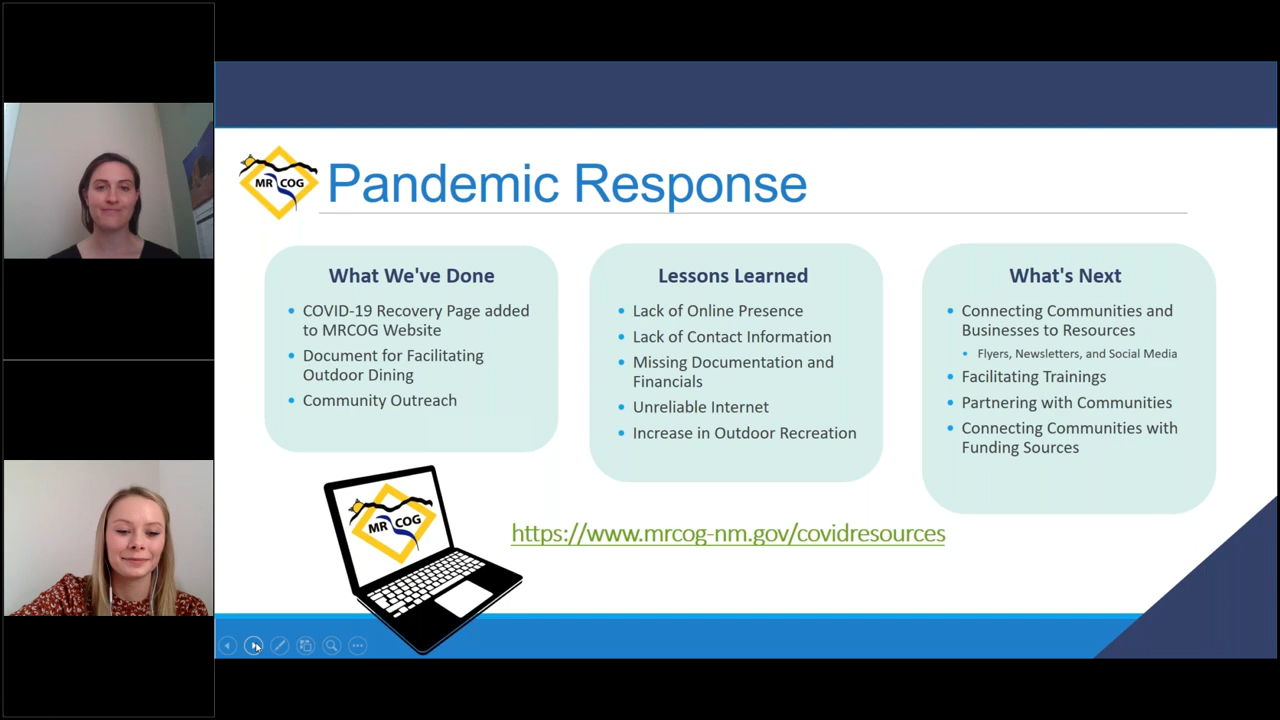 MR COG
Pandemic Response
What We've Done
COVID-19 Recovery Page added
to MRCOG Website
Document for Facilitating
Outdoor Dining
Community Outreach
Lessons Learned
Lack of Online Presence
Lack of Contact Information
Missing Documentation and
Financials
Unreliable Internet
Increase in Outdoor Recreation
What's Next
Connecting Communities and
Businesses to Resources
Flyers, Newsletters, and Social Media
Facilitating Trainings
Partnering with Communities
Connecting Communities with
Funding Sources
MR COG
https://www.mrcog-nm.gov/covidresources